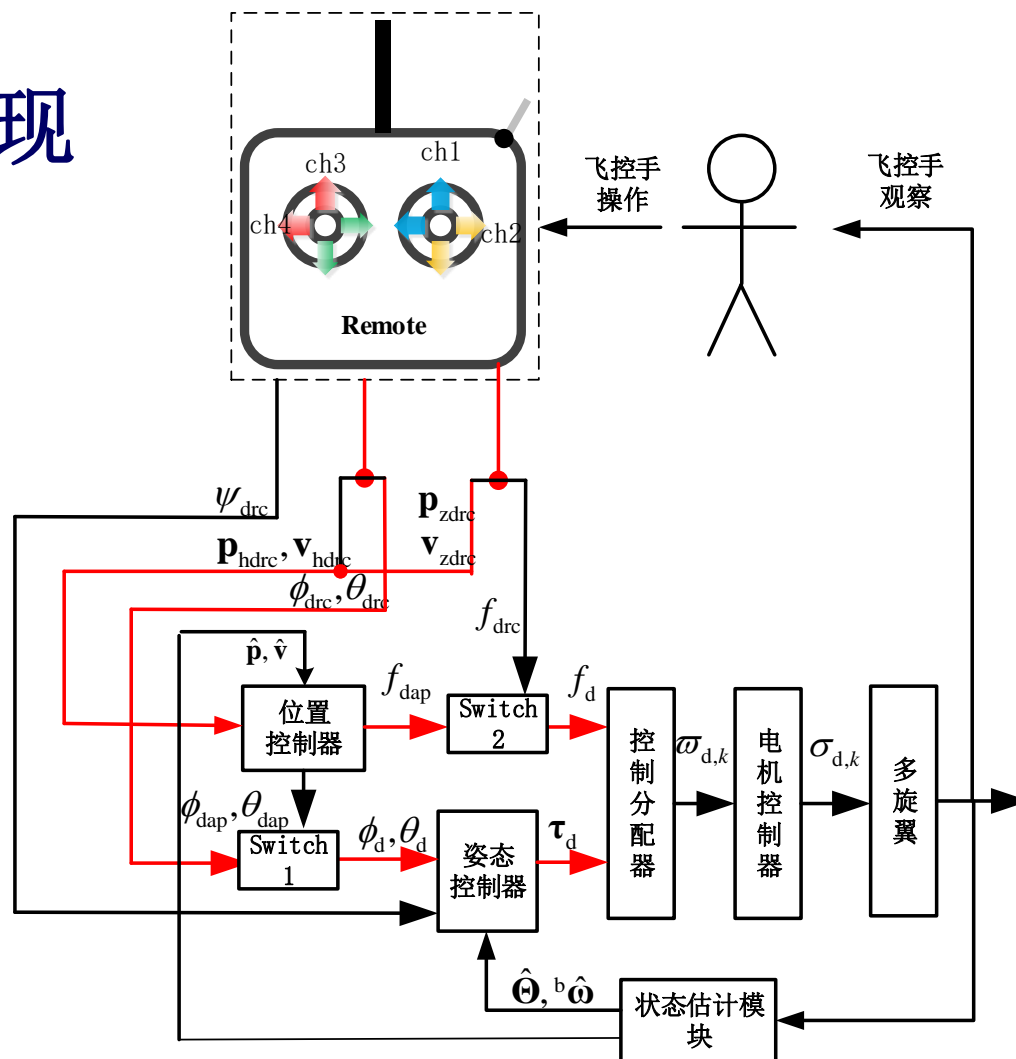 现
ch3
ch1
ch4
ch2
Remote
飞控手
操作
飞控手
观察
ψdrc
phdrc, vhdrc
pzdrc
vzdrc
ϕdrc, θdrc
fdrc
p̂, v̂
位置
控制器
fdap
Switch
2
fd
控制分配器
ϖd,k
电机控制器
σd,k
多旋翼
ϕdap, θdap
Switch
1
ϕd, θd
姿态
控制器
τd
Θ̂, bω̂
状态估计模
块